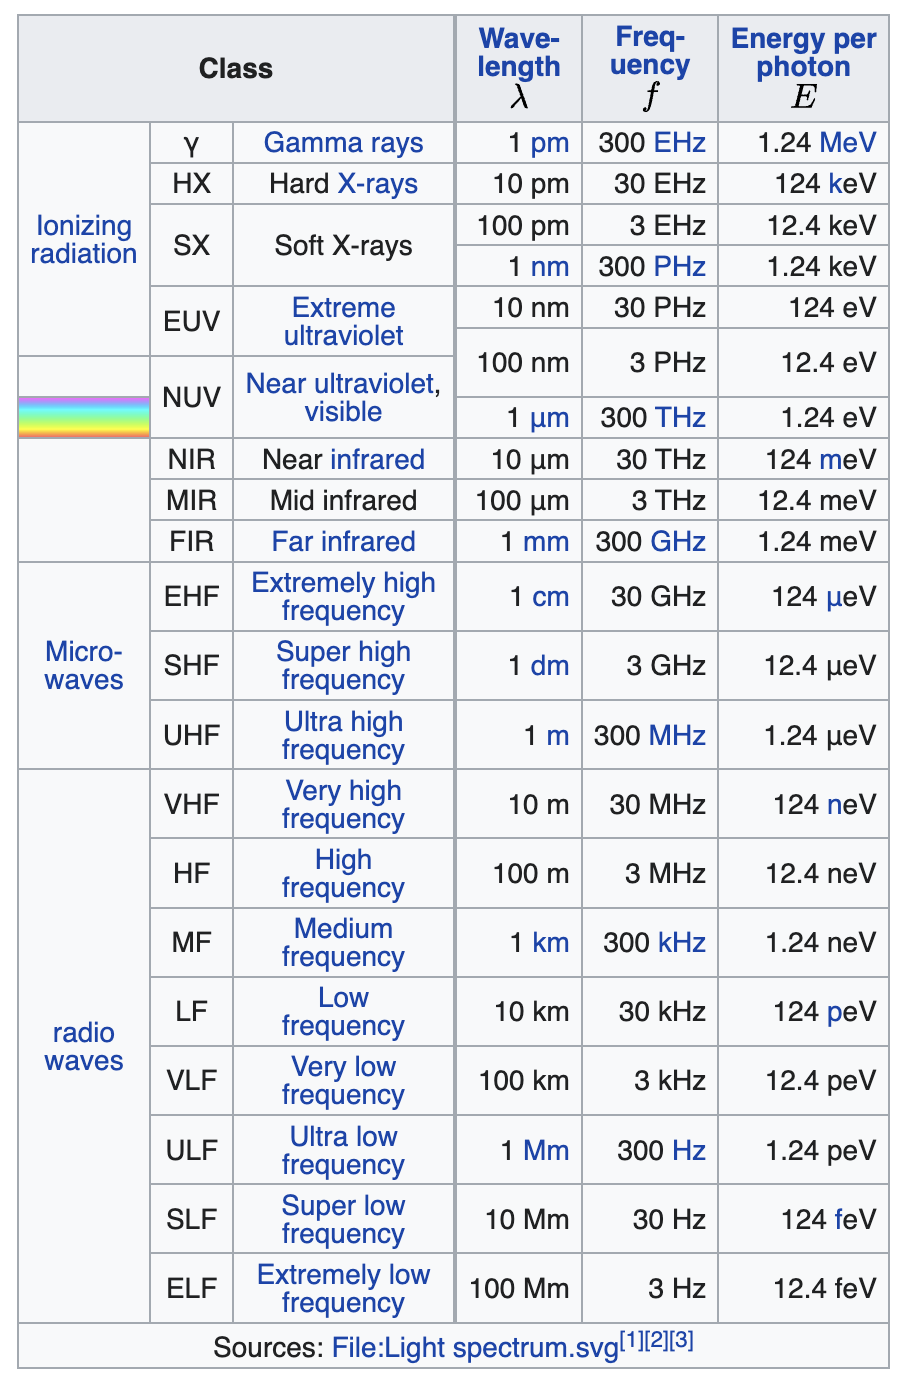 Class
Wave-
length
λ
Freq-
uency
f
Energy per
photon
E
Ionizing
radiation
γ Gamma rays 1 pm 300 EHz 1.24 MeV
HX Hard X-rays 10 pm 30 EHz 124 keV
SX Soft X-rays
100 pm 3 EHz 12.4 keV
1 nm 300 PHz 1.24 keV
EUV Extreme
ultraviolet
10 nm 30 PHz 124 eV
100 nm 3 PHz 12.4 eV
NUV Near ultraviolet,
visible
1 μm 300 THz 1.24 eV
NIR Near infrared 10 μm 30 THz 124 meV
MIR Mid infrared 100 μm 3 THz 12.4 meV
FIR Far infrared 1 mm 300 GHz 1.24 meV
Micro-
waves
EHF Extremely high
frequency
1 cm 30 GHz 124 μeV
SHF Super high
frequency
1 dm 3 GHz 12.4 μeV
UHF Ultra high
frequency
1 m 300 MHz 1.24 μeV
radio
waves
VHF Very high
frequency
10 m 30 MHz 124 neV
HF High
frequency
100 m 3 MHz 12.4 neV
MF Medium
frequency
1 km 300 kHz 1.24 neV
LF Low
frequency
10 km 30 kHz 124 peV
VLF Very low
frequency
100 km 3 kHz 12.4 peV
ULF Ultra low
frequency
1 Mm 300 Hz 1.24 peV
SLF Super low
frequency
10 Mm 30 Hz 124 feV
ELF Extremely low
frequency
100 Mm 3 Hz 12.4 feV
Sources: File:Light spectrum.svg[1][2][3]